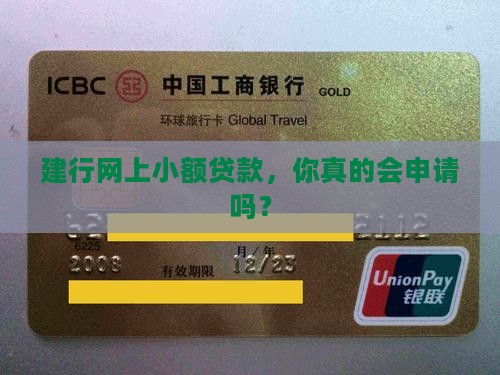 ICBC 中国工商银行 GOLD
环球旅行卡 Global Travel
建行网上小额贷款，你真的会申请
吗？
62 2112
6225
月/年
2008 有效期限 12/23
UnionPay
银联